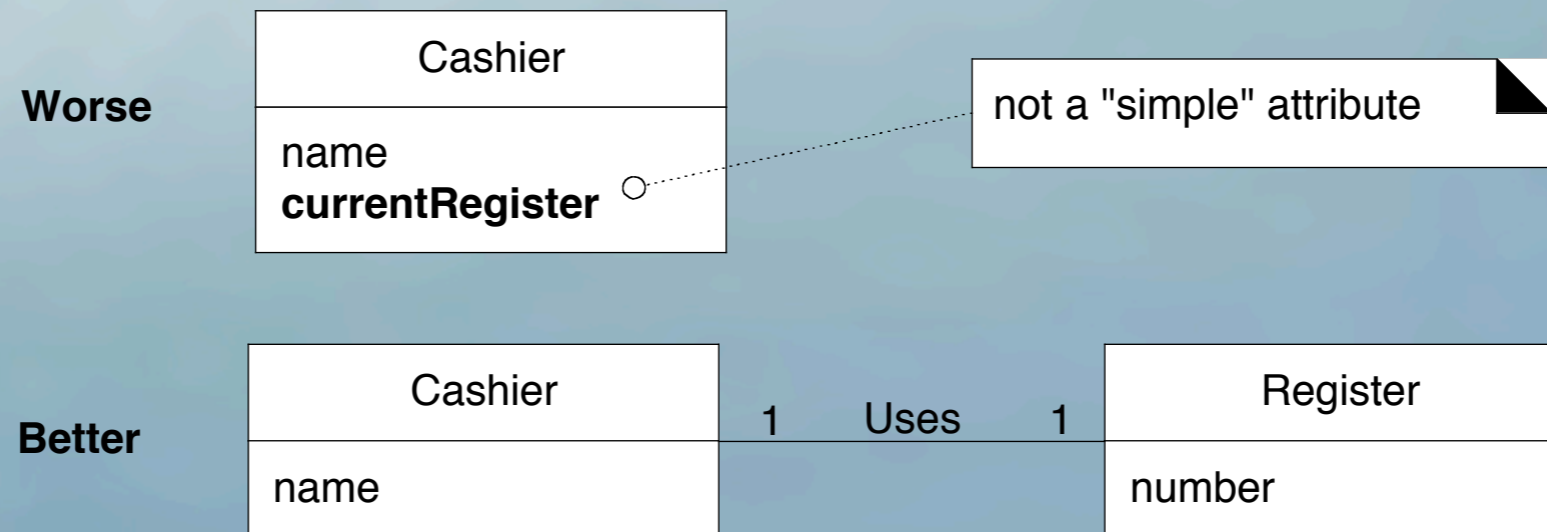 Cashier
Worse
name
currentRegister
not a "simple" attribute
Cashier
Better
name
1 Uses 1
Register
number